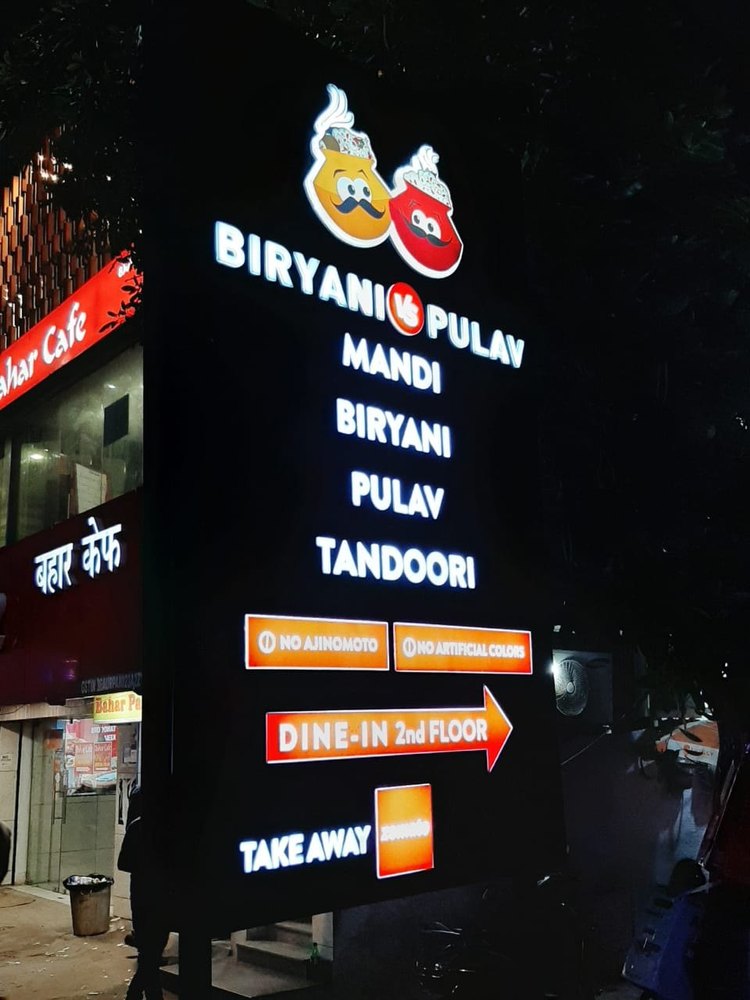 BIRYANI VS PULAV
MANDI
BIRYANI
PULAV
TANDOORI
NO AJINOMOTO
NO ARTIFICIAL COLORS
DINE-IN 2nd FLOOR
TAKE AWAY
zomato
ahar Cafe
बहार केफ
Bahar